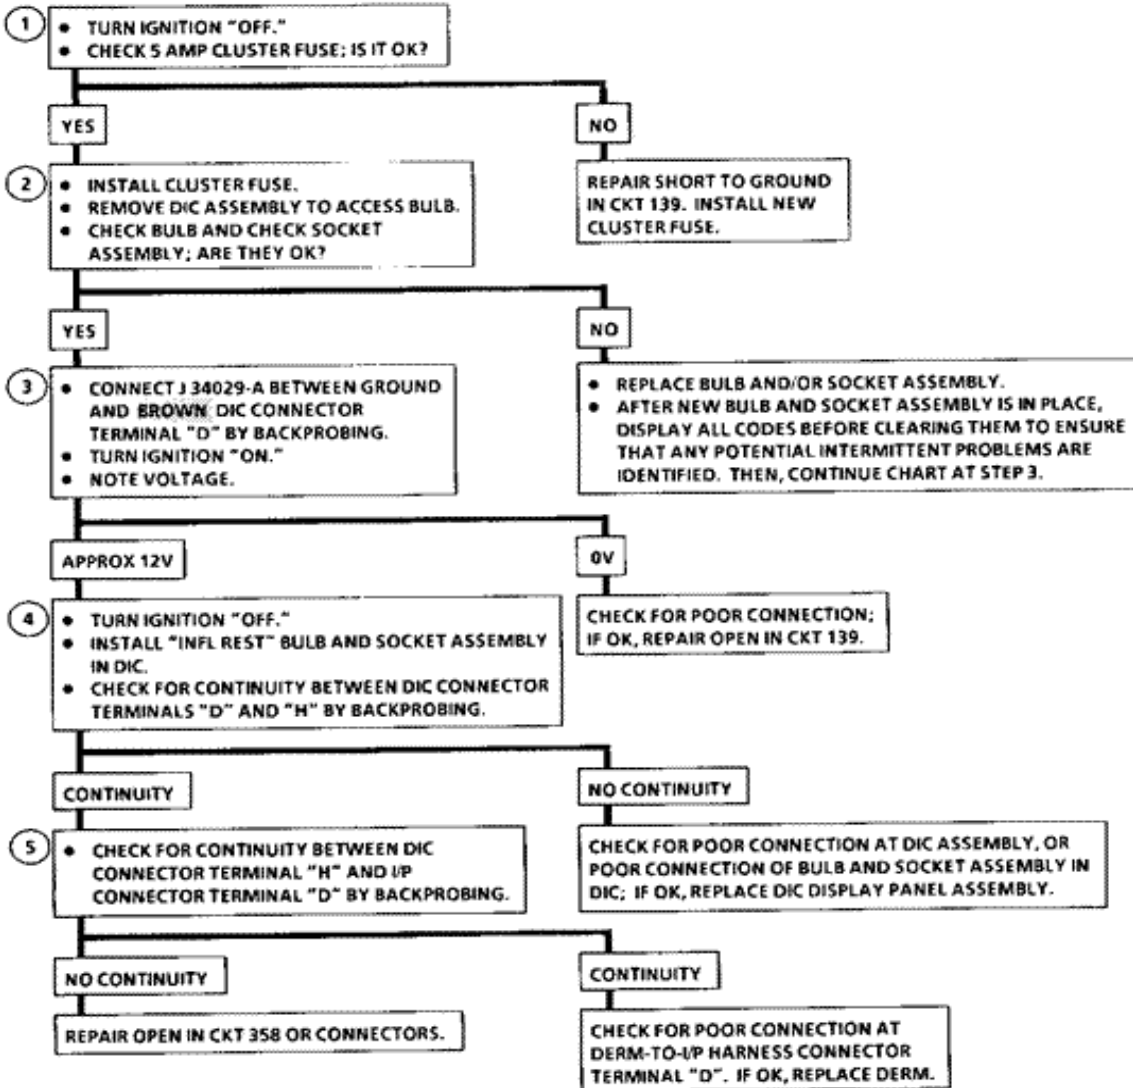 1
• TURN IGNITION "OFF."
• CHECK 5 AMP CLUSTER FUSE; IS IT OK?
YES
NO
2
• INSTALL CLUSTER FUSE.
• REMOVE DIC ASSEMBLY TO ACCESS BULB.
• CHECK BULB AND CHECK SOCKET
ASSEMBLY; ARE THEY OK?
REPAIR SHORT TO GROUND
IN CKT 139. INSTALL NEW
CLUSTER FUSE.
YES
NO
3
• CONNECT J 34029-A BETWEEN GROUND
AND BROWN DIC CONNECTOR
TERMINAL "D" BY BACKPROBING.
• TURN IGNITION "ON."
• NOTE VOLTAGE.
• REPLACE BULB AND/OR SOCKET ASSEMBLY.
• AFTER NEW BULB AND SOCKET ASSEMBLY IS IN PLACE,
DISPLAY ALL CODES BEFORE CLEARING THEM TO ENSURE
THAT ANY POTENTIAL INTERMITTENT PROBLEMS ARE
IDENTIFIED. THEN, CONTINUE CHART AT STEP 3.
APPROX 12V
0V
4
• TURN IGNITION "OFF."
• INSTALL "INFL REST" BULB AND SOCKET ASSEMBLY
IN DIC.
• CHECK FOR CONTINUITY BETWEEN DIC CONNECTOR
TERMINALS "D" AND "H" BY BACKPROBING.
CHECK FOR POOR CONNECTION;
IF OK, REPAIR OPEN IN CKT 139.
CONTINUITY
NO CONTINUITY
5
• CHECK FOR CONTINUITY BETWEEN DIC
CONNECTOR TERMINAL "H" AND I/P
CONNECTOR TERMINAL "D" BY BACKPROBING.
CHECK FOR POOR CONNECTION AT DIC ASSEMBLY, OR
POOR CONNECTION OF BULB AND SOCKET ASSEMBLY IN
DIC; IF OK, REPLACE DIC DISPLAY PANEL ASSEMBLY.
NO CONTINUITY
CONTINUITY
REPAIR OPEN IN CKT 358 OR CONNECTORS.
CHECK FOR POOR CONNECTION AT
DERM-TO-I/P HARNESS CONNECTOR
TERMINAL "D". IF OK, REPLACE DERM.